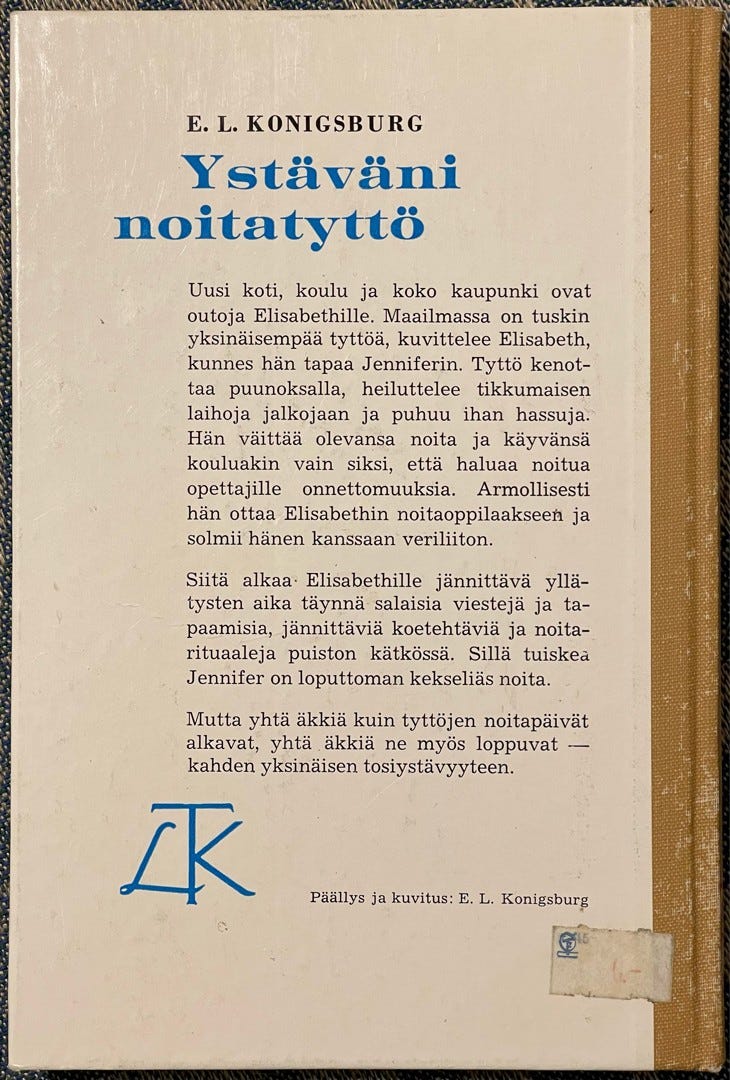 E. L. KONIGSBURG
Ystäväni
noitatyttö
Uusi koti, koulu ja koko kaupunki ovat
outoja Elisabethille. Maailmassa on tuskin
yksinäisempää tyttöä, kuvittelee Elisabeth,
kunnes hän tapaa Jenniferin. Tyttö kenot-
taa puunoksalla, heiluttelee tikkumaisen
laihoja jalkojaan ja puhuu ihan hassuja.
Hän väittää olevansa noita ja käyvänsä
kouluakin vain siksi, että haluaa noitua
opettajille onnettomuuksia. Armollisesti
hän ottaa Elisabethin noitaoppilaakseen ja
solmii hänen kanssaan veriliiton.
Siitä alkaa Elisabethille jännittävä yllä-
tysten aika täynnä salaisia viestejä ja ta-
paamisia, jännittäviä koetehtäviä ja noita-
rituaaleja puiston kätkössä. Sillä tuiskea
Jennifer on loputtoman kekseliäs noita.
Mutta yhtä äkkiä kuin tyttöjen noitapäivät
alkavat, yhtä äkkiä ne myös loppuvat —
kahden yksinäisen tosiystävyyteen.
LTK
Päällys ja kuvitus: E. L. Konigsburg